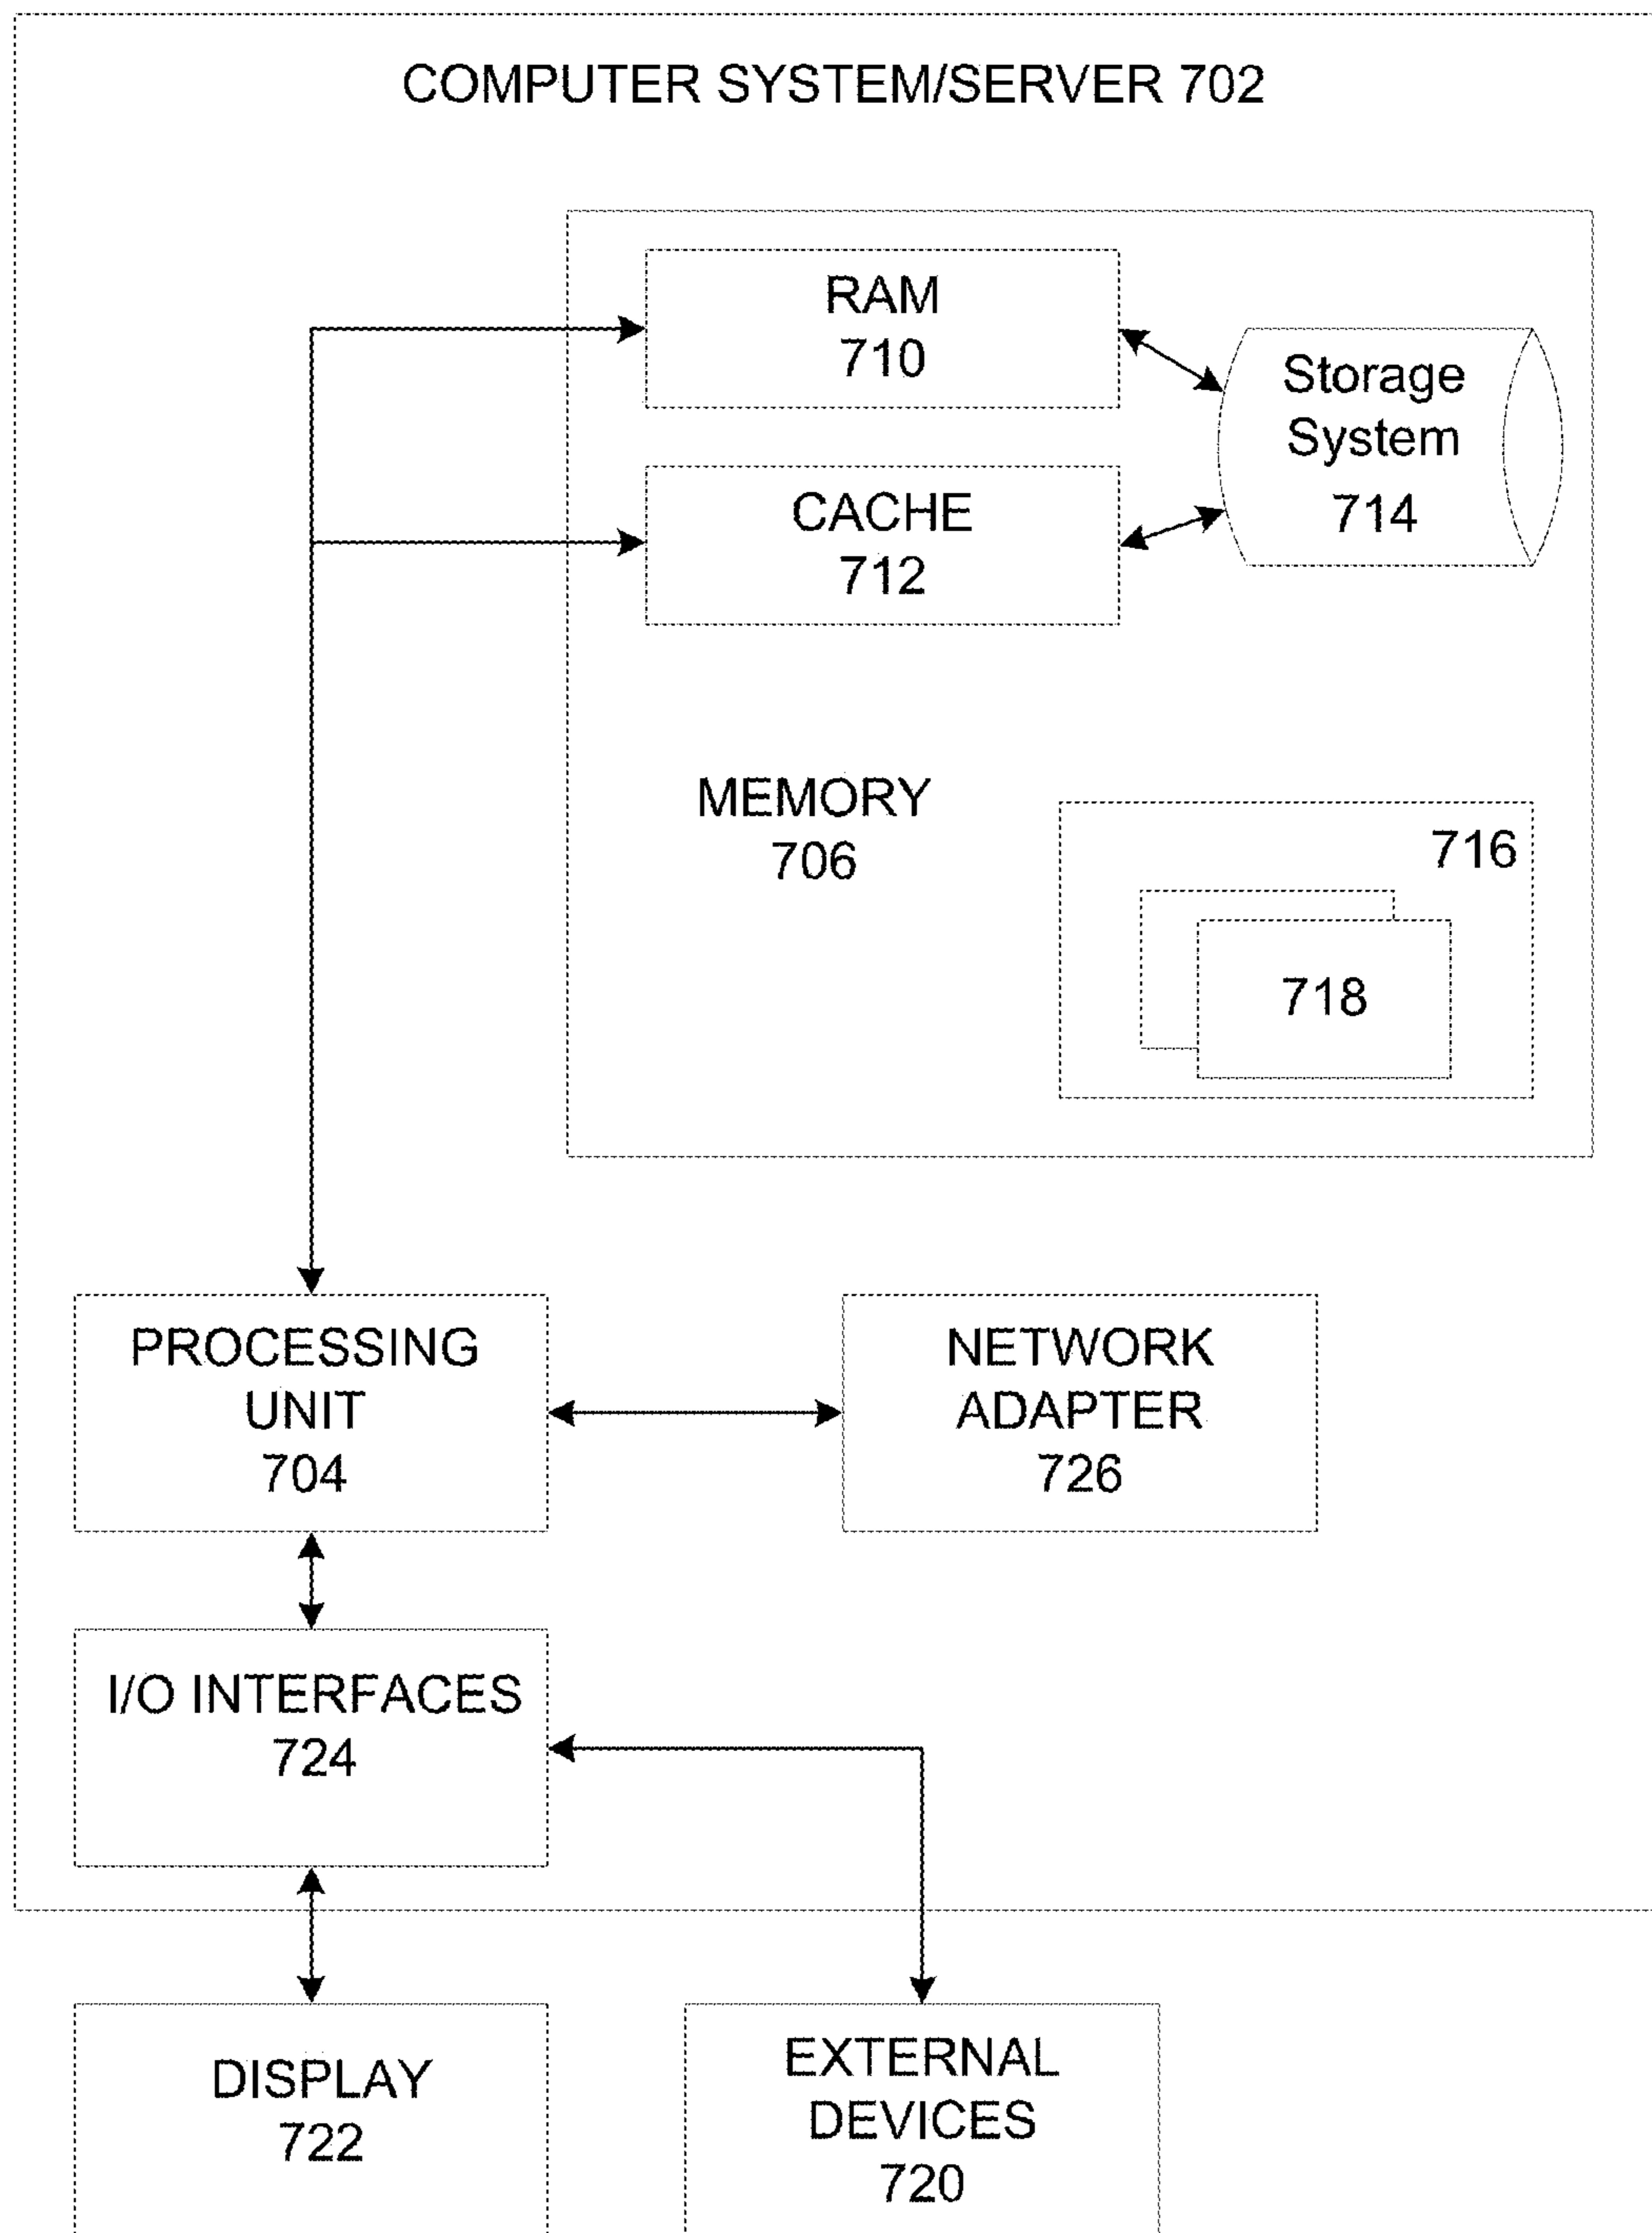 COMPUTER SYSTEM/SERVER 702
RAM
710
Storage
System
714
CACHE
712
MEMORY
706
716
718
PROCESSING
UNIT
704
NETWORK
ADAPTER
726
I/O INTERFACES
724
DISPLAY
722
EXTERNAL
DEVICES
720